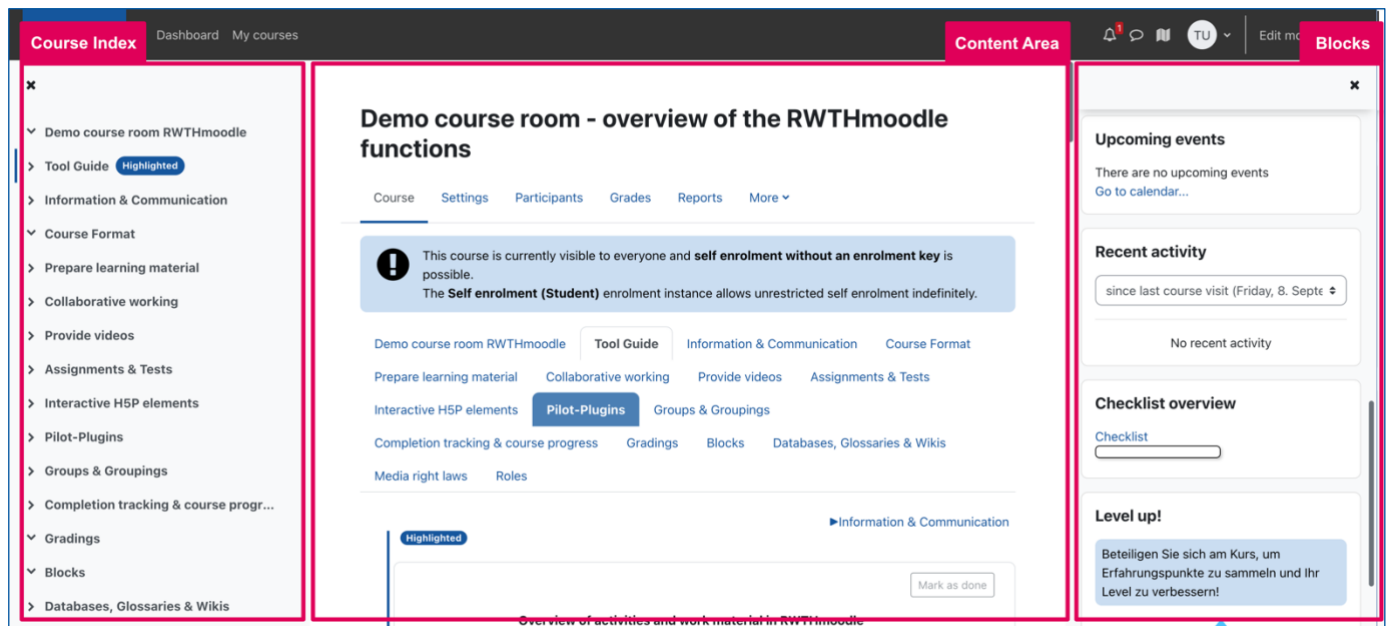 Course Index
Dashboard My courses
Content Area
1
TU
Edit mo
Blocks
Demo course room RWTHmoodle
Tool Guide Highlighted
Information & Communication
Course Format
Prepare learning material
Collaborative working
Provide videos
Assignments & Tests
Interactive H5P elements
Pilot-Plugins
Groups & Groupings
Completion tracking & course progr...
Gradings
Blocks
Databases, Glossaries & Wikis
Demo course room - overview of the RWTHmoodle
functions
Course Settings Participants Grades Reports More
This course is currently visible to everyone and self enrolment without an enrolment key is
possible.
The Self enrolment (Student) enrolment instance allows unrestricted self enrolment indefinitely.
Demo course room RWTHmoodle Tool Guide Information & Communication Course Format
Prepare learning material Collaborative working Provide videos Assignments & Tests
Interactive H5P elements Pilot-Plugins Groups & Groupings
Completion tracking & course progress Gradings Blocks Databases, Glossaries & Wikis
Media right laws Roles
►Information & Communication
Highlighted
Mark as done
Overview of activities and work material in RWTHmoodle
Upcoming events
There are no upcoming events
Go to calendar...
Recent activity
since last course visit (Friday, 8. Septe
No recent activity
Checklist overview
Checklist
Level up!
Beteiligen Sie sich am Kurs, um
Erfahrungspunkte zu sammeln und Ihr
Level zu verbessern!